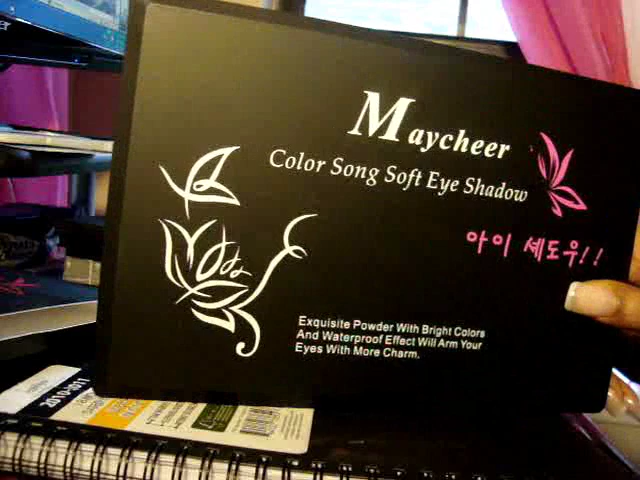 Maycheer
Color Song Soft Eye Shadow
아이 셰도우!!
Exquisite Powder With Bright Colors
And Waterproof Effect Will Arm Your
Eyes With More Charm.
2010-2011